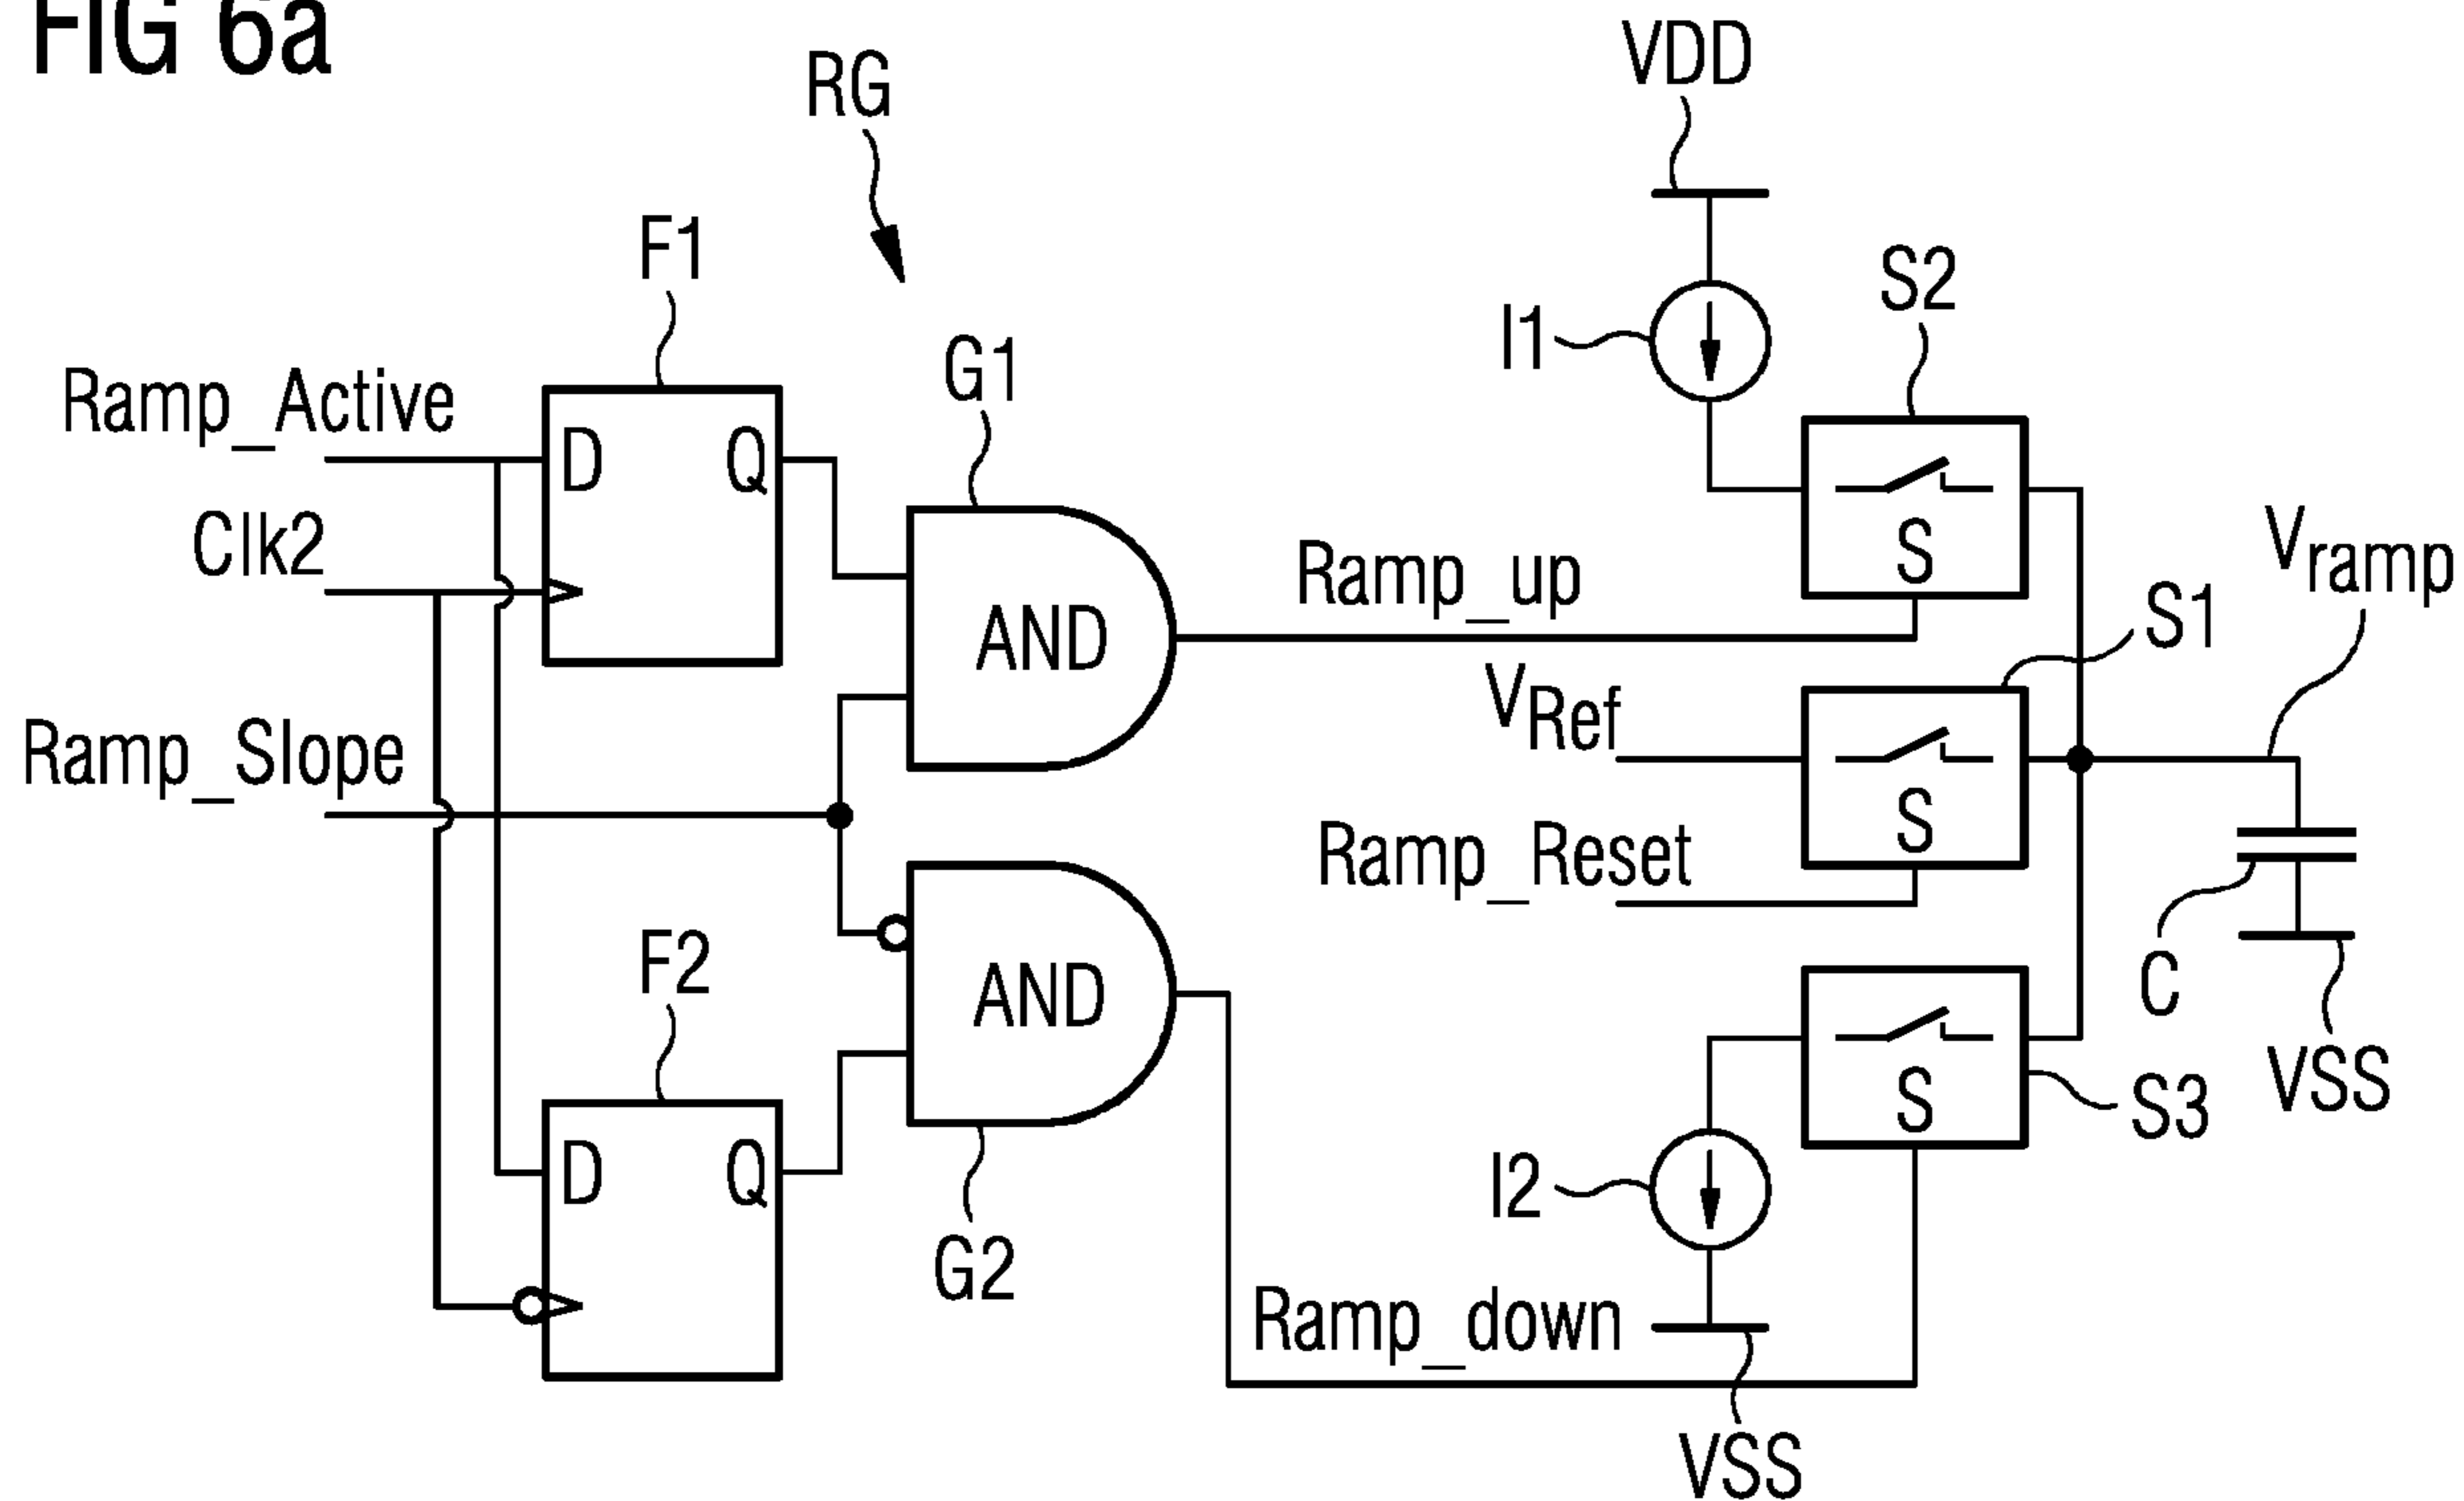 FIG 6a
RG
VDD
F1
S2
I1
G1
Ramp_Active
D
Q
Clk2
S
Vramp
Ramp_up
S1
AND
VRef
Ramp_Slope
S
Ramp_Reset
F2
AND
C
VSS
S
S3
D
Q
I2
G2
Ramp_down
VSS